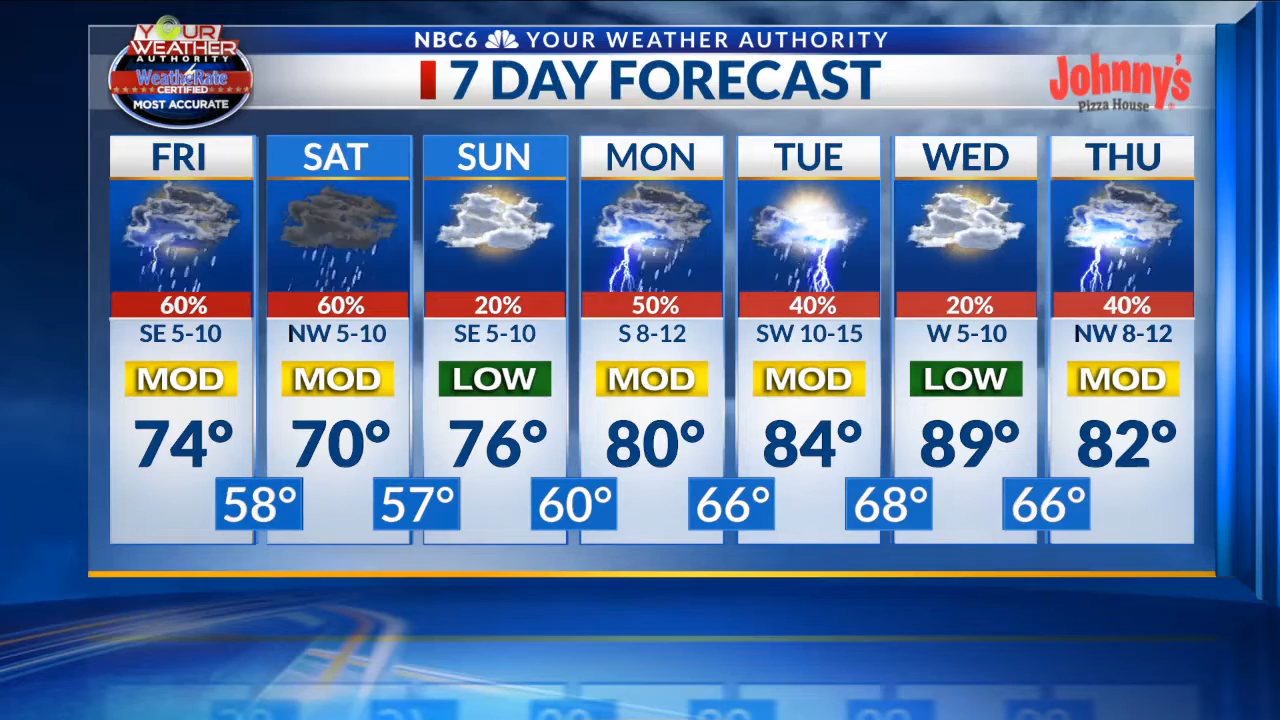 YOUR
WEATHER
AUTHORITY
WeatheRate
CERTIFIED
MOST ACCURATE
NBC6 YOUR WEATHER AUTHORITY
7 DAY FORECAST
Johnny's
Pizza House
FRI SAT SUN MON TUE WED THU
60% 60% 20% 50% 40% 20% 40%
SE 5-10 NW 5-10 SE 5-10 S 8-12 SW 10-15 W 5-10 NW 8-12
MOD MOD LOW MOD MOD LOW MOD
74° 70° 76° 80° 84° 89° 82°
58° 57° 60° 66° 68° 66°